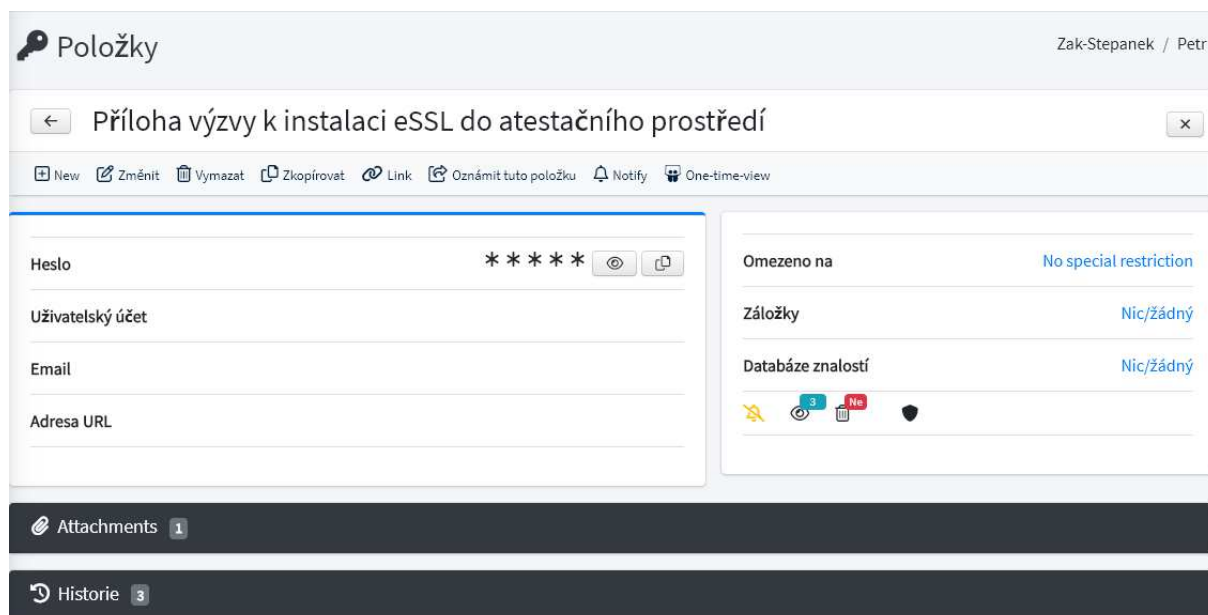 Položky
Zak-Stepanek / Petr
Příloha výzvy k instalaci eSSL do atestačního prostředí
New Změnit Vymazat Zkopírovat Link Oznámit tuto položku Notify One-time-view
Heslo *****
Uživatelský účet
Email
Adresa URL
Omezeno na No special restriction
Záložky Nic/žádný
Databáze znalostí Nic/žádný
3 Ne
Attachments 1
Historie 3